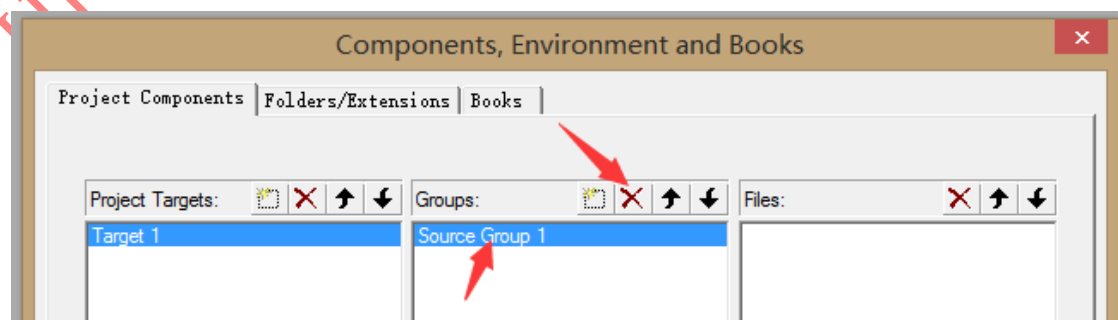 Components, Environment and Books
Project Components Folders/Extensions Books
Project Targets: Groups: Files:
Target 1 Source Group 1